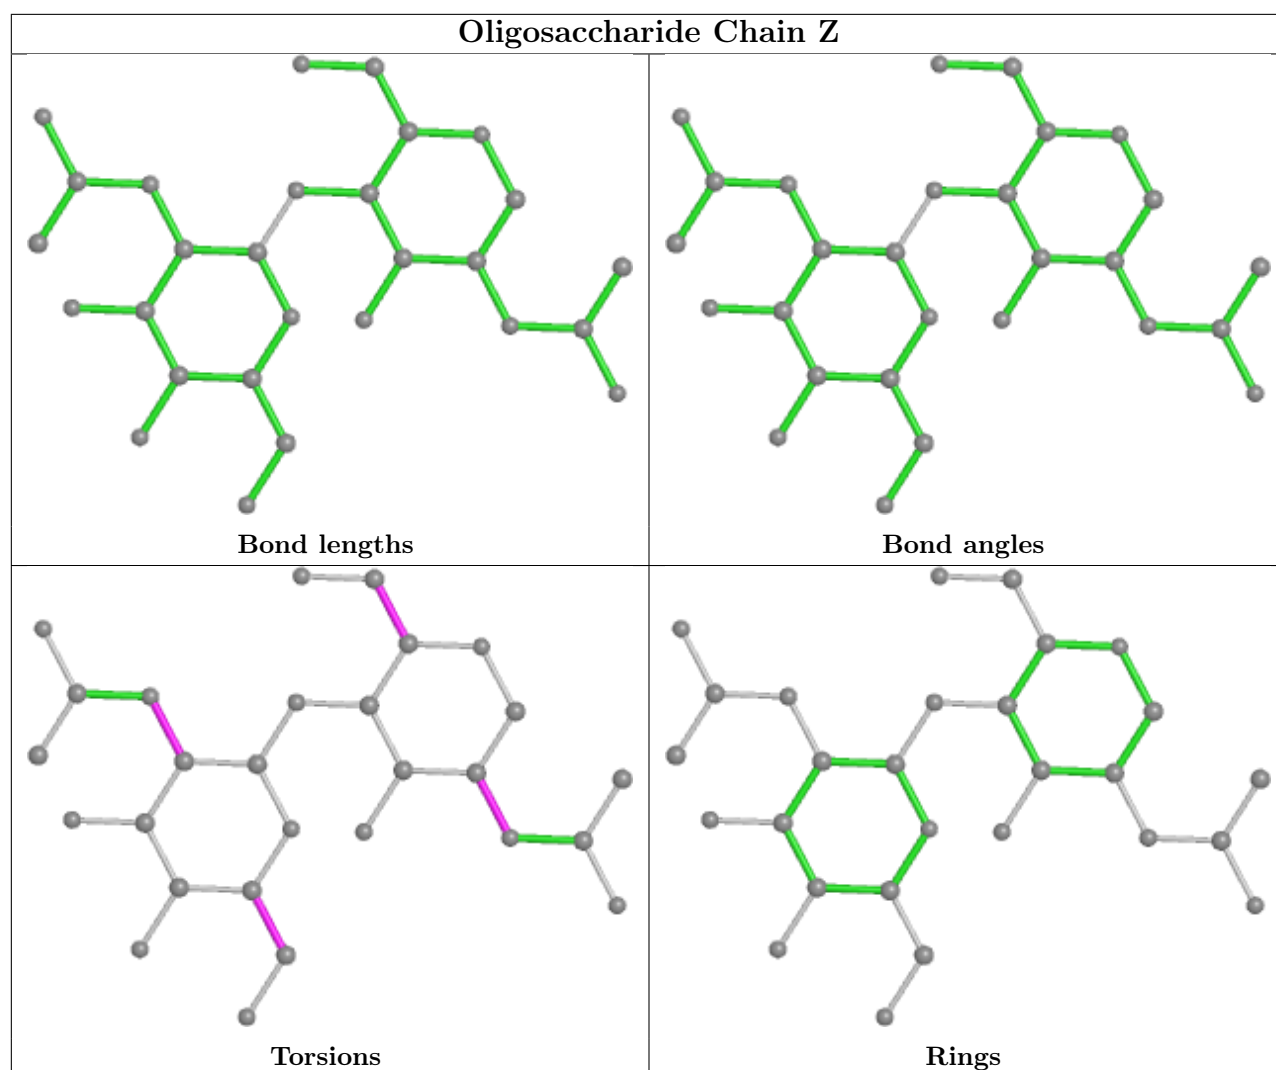 Oligosaccharide Chain Z
Bond lengths
Bond angles
Torsions
Rings